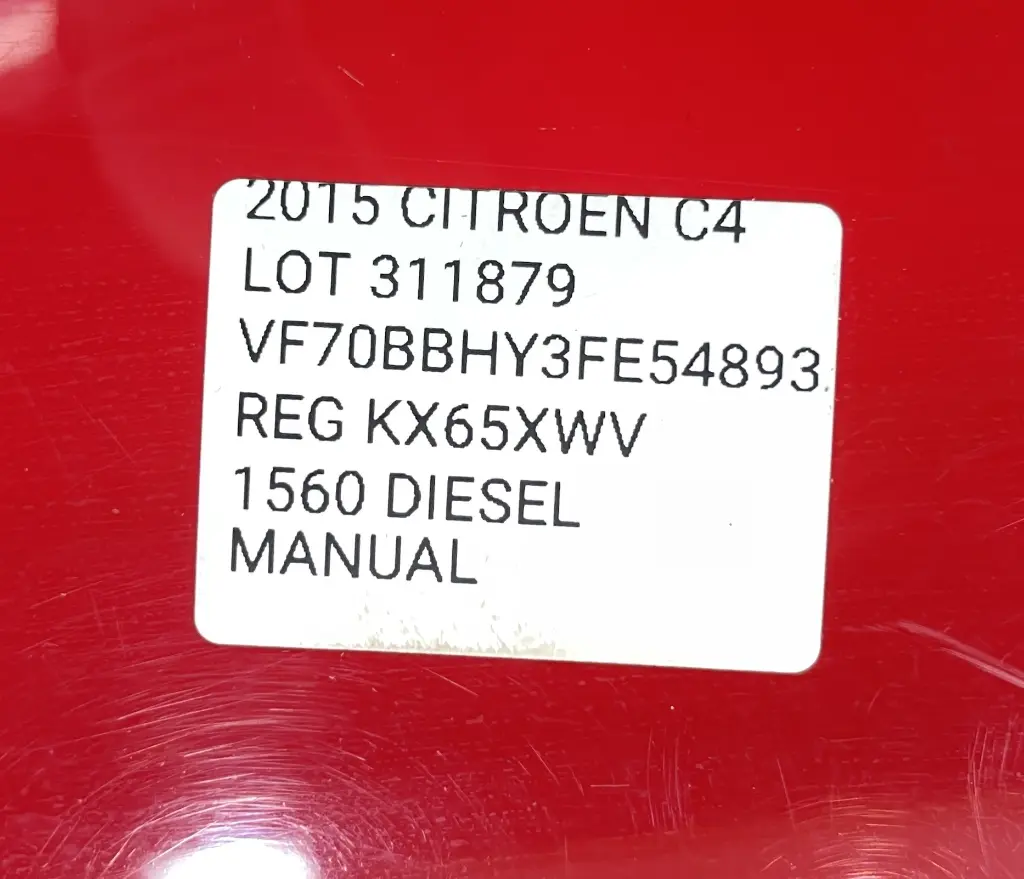 2015 CITROEN C4
LOT 311879
VF70BBHY3FE54893
REG KX65XWV
1560 DIESEL
MANUAL